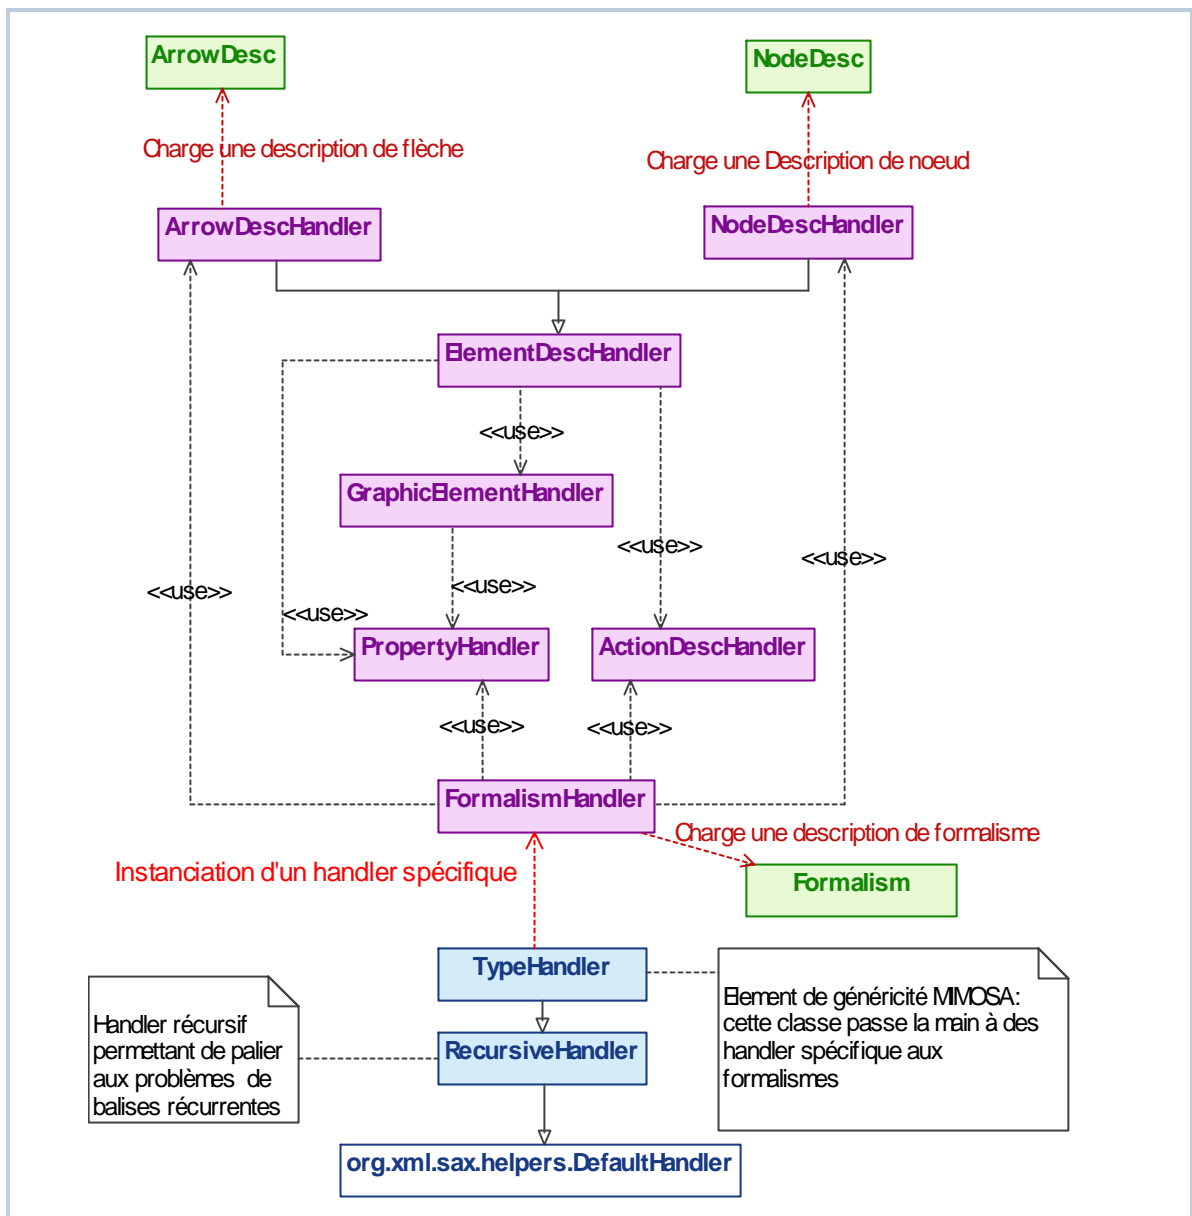 ArrowDesc
NodeDesc
Charge une description de flèche
Charge une Description de noeud
ArrowDescHandler
NodeDescHandler
ElementDescHandler
<<use>>
GraphicElementHandler
<<use>>
<<use>>
<<use>>
<<use>>
<<use>>
PropertyHandler
ActionDescHandler
<<use>>
<<use>>
FormalismHandler
Charge une description de formalisme
Instanciation d'un handler spécifique
Formalism
TypeHandler
Element de généricité MIMOSA:
cette classe passe la main à des
handler spécifique aux
formalismes
Handler récursif
permettant de palier
aux problèmes de
balises récurrentes
RecursiveHandler
org.xml.sax.helpers.DefaultHandler